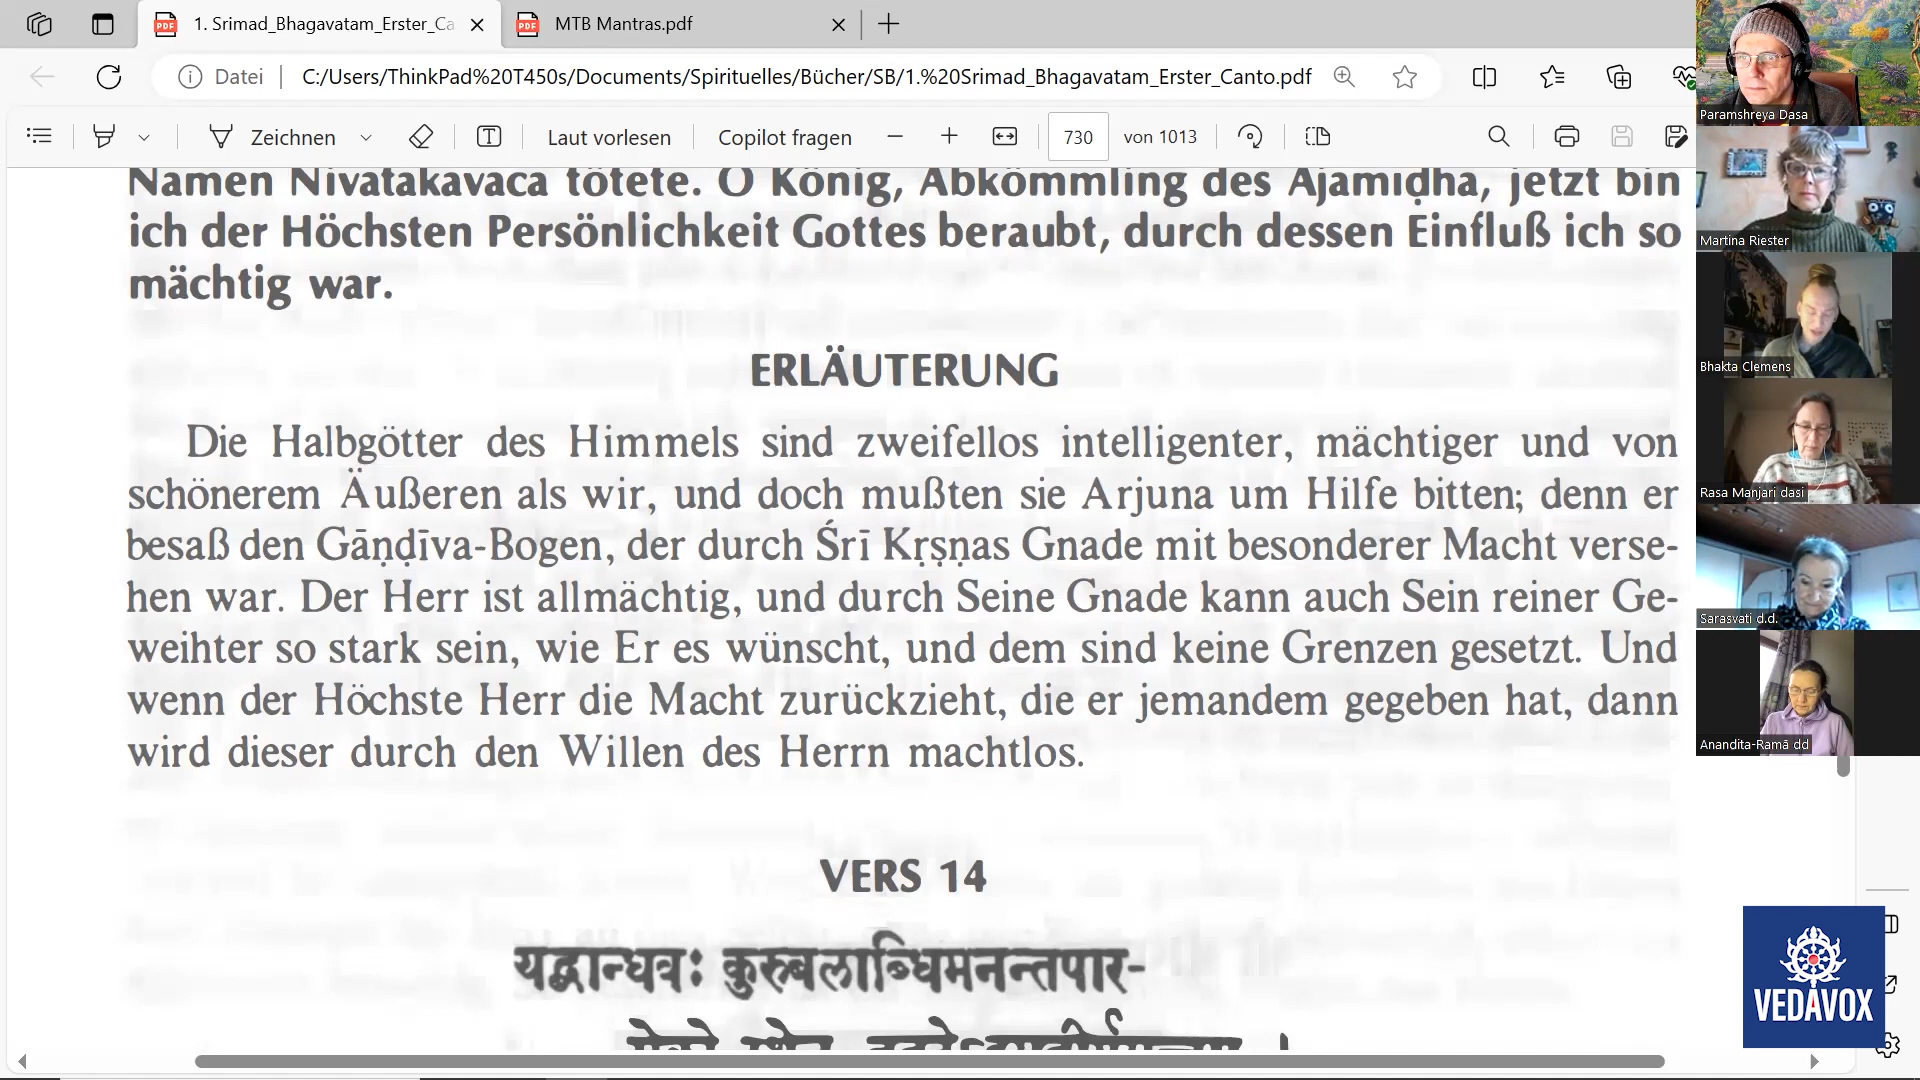 1. Srimad_Bhagavatam_Erster_Ca
MTB Mantras.pdf
Datei
C:/Users/ThinkPad%20T450s/Documents/Spirituelles/Bücher/SB/1.%20Srimad_Bhagavatam_Erster_Canto.pdf
Zeichnen
Laut vorlesen
Copilot fragen
730
von 1013
Namen Nivātakavaca tötete. O König, Abkömmling des Ajamīḍha, jetzt bin
ich der Höchsten Persönlichkeit Gottes beraubt, durch dessen Einfluß ich so
mächtig war.
ERLÄUTERUNG
Die Halbgötter des Himmels sind zweifellos intelligenter, mächtiger und von
schönerem Äußeren als wir, und doch mußten sie Arjuna um Hilfe bitten; denn er
besaß den Gāṇḍīva-Bogen, der durch Śrī Kṛṣṇas Gnade mit besonderer Macht verse-
hen war. Der Herr ist allmächtig, und durch Seine Gnade kann auch Sein reiner Ge-
weihter so stark sein, wie Er es wünscht, und dem sind keine Grenzen gesetzt. Und
wenn der Höchste Herr die Macht zurückzieht, die er jemandem gegeben hat, dann
wird dieser durch den Willen des Herrn machtlos.
VERS 14
यद्बान्धवः कुरुबलाब्धिमनन्तपार-
Paramshreya Dasa
Martina Riester
Bhakta Clemens
Rasa Manjari dasi
Sarasvati d.d.
Anandita-Ramā dd
VEDAVOX